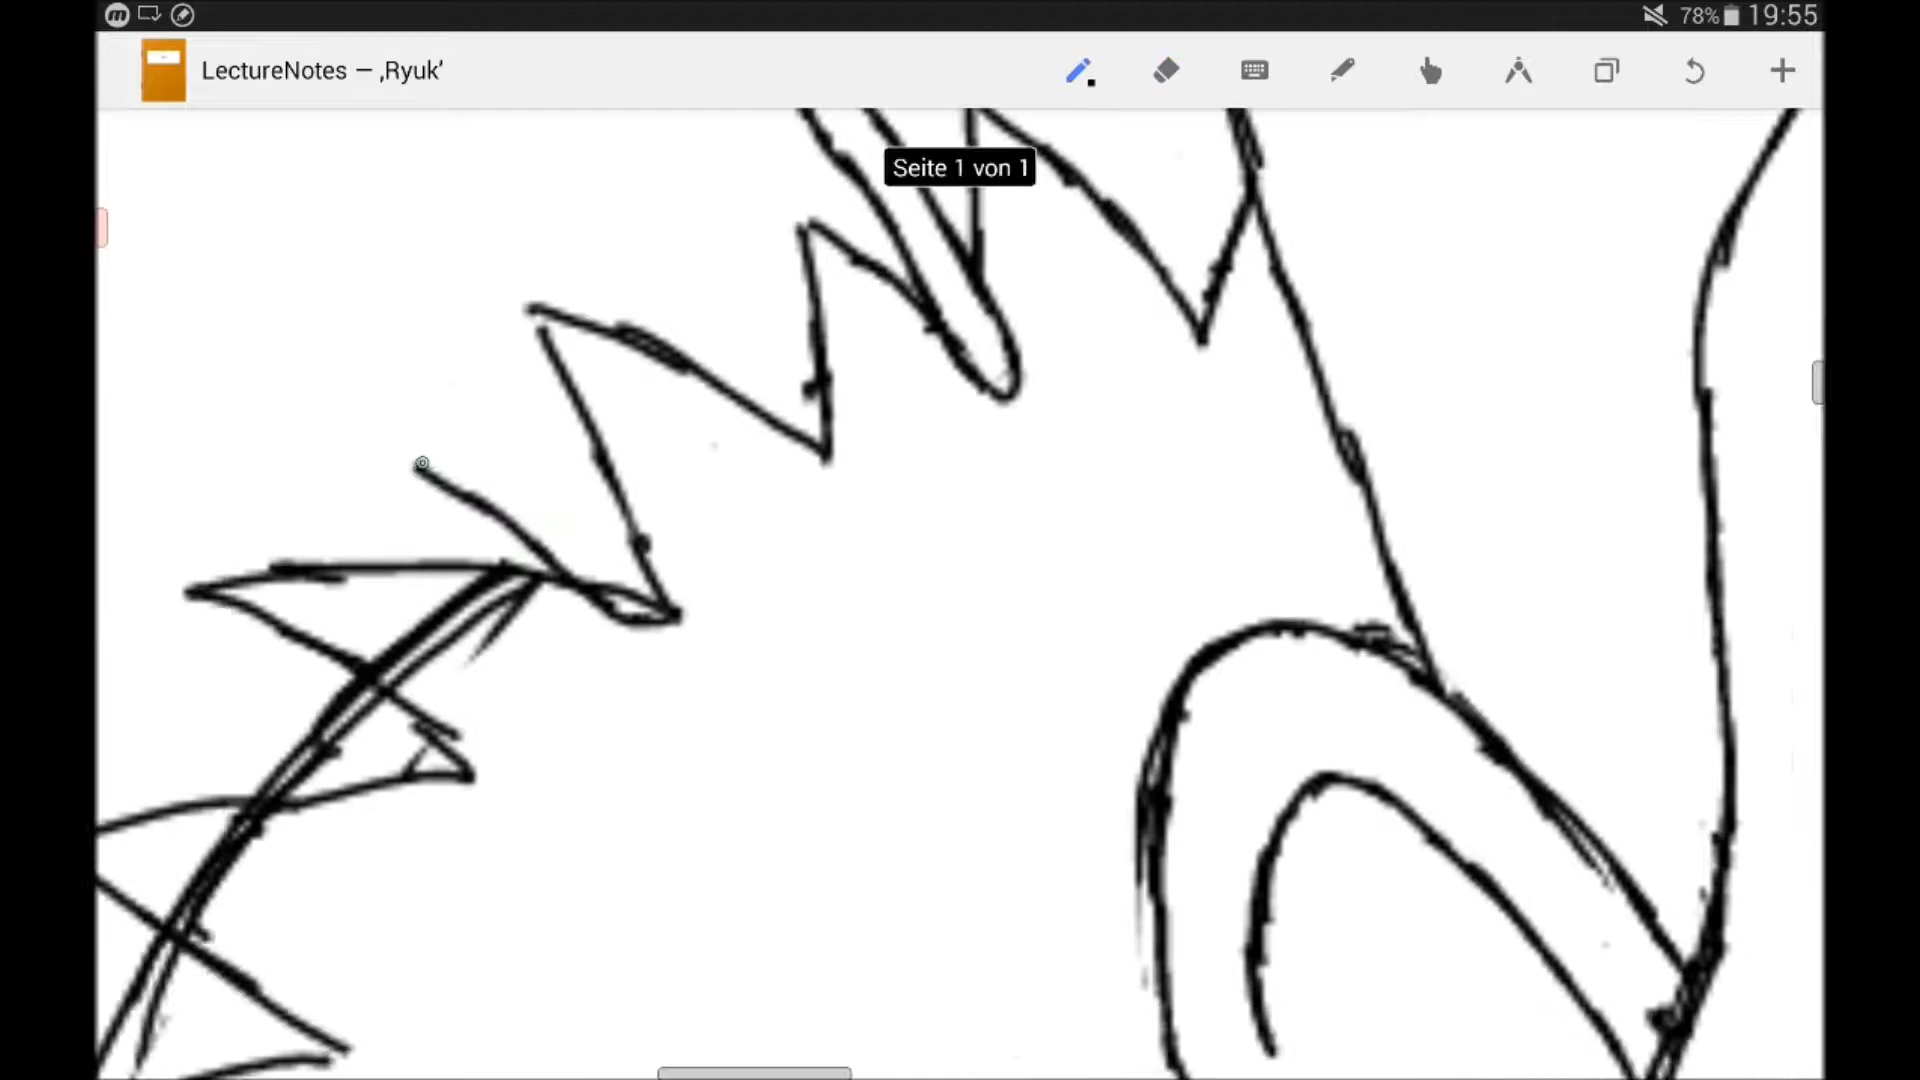 78% 19:55
LectureNotes – ‚Ryuk‘
Seite 1 von 1